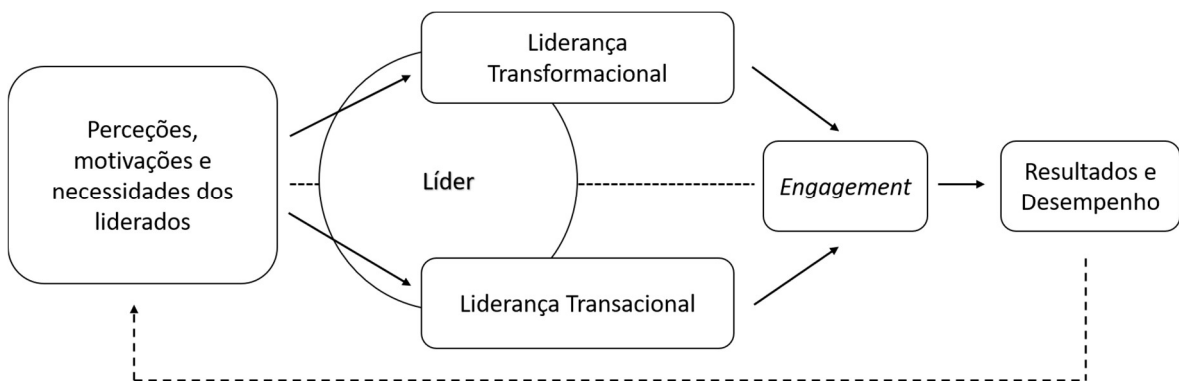 Perceções,
motivações e
necessidades dos
liderados
Liderança
Transformacional
Líder
Liderança Transacional
Engagement
Resultados e
Desempenho